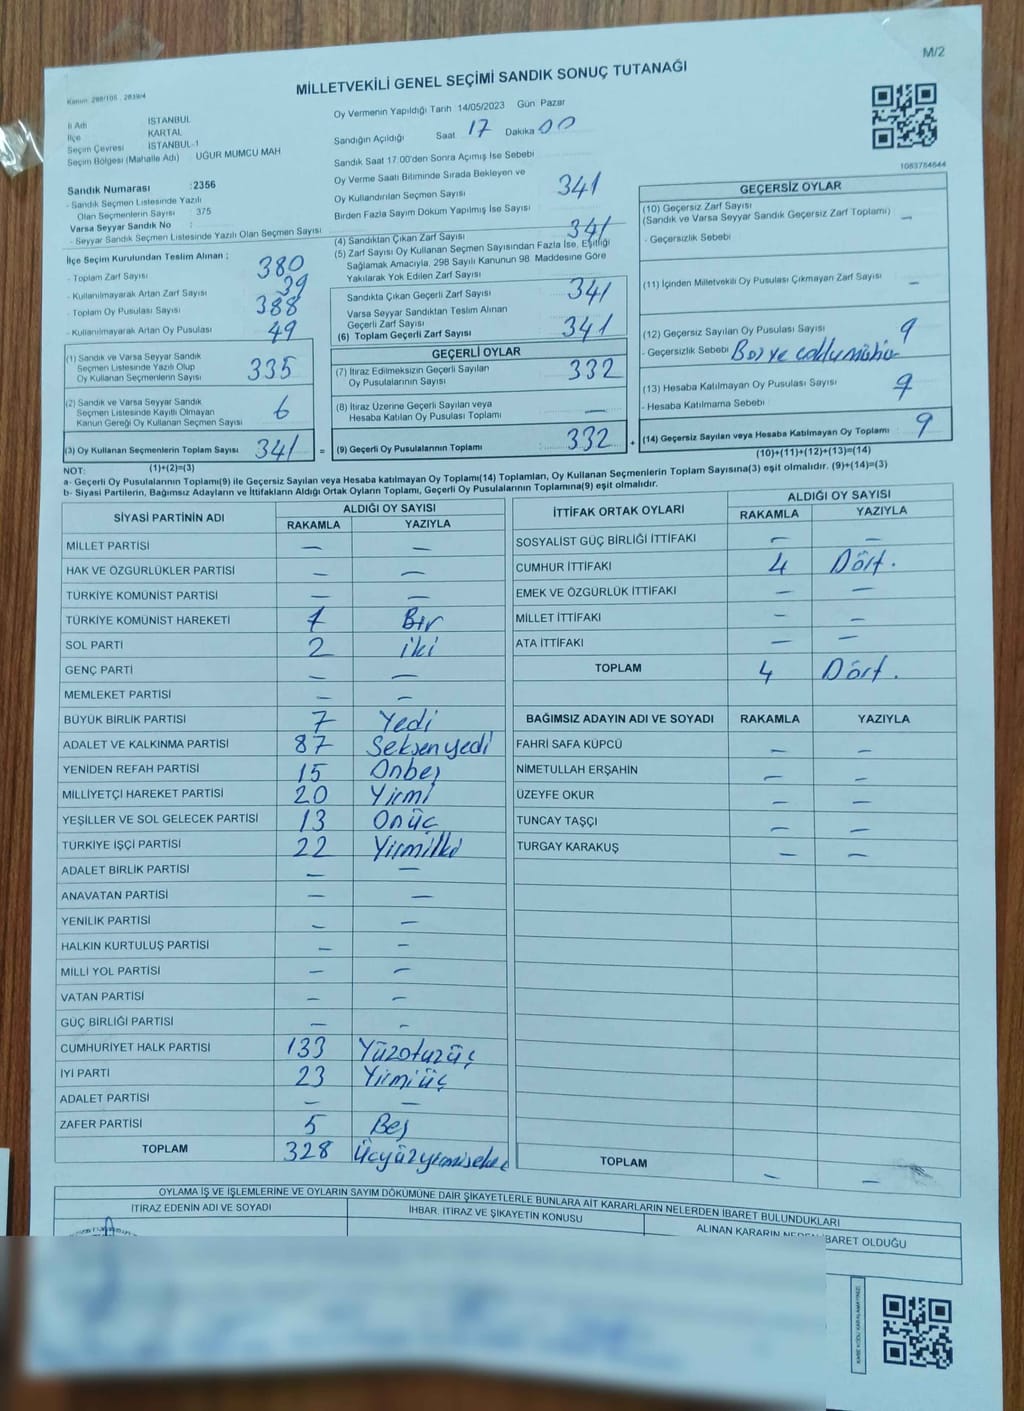 M/2
MİLLETVEKİLİ GENEL SEÇİMİ SANDIK SONUÇ TUTANAĞI
1083784644
İl Adı İSTANBUL
İlçe KARTAL
Seçim Çevresi İSTANBUL-1
Seçim Bölgesi (Mahalle Adı) UĞUR MUMCU MAH
Sandık Numarası :2356
- Sandık Seçmen Listesinde Yazılı
Olan Seçmenlerin Sayısı : 375
Varsa Seyyar Sandık No :
- Seyyar Sandık Seçmen Listesinde Yazılı Olan Seçmen Sayısı
İlçe Seçim Kurulundan Teslim Alınan :
- Toplam Zarf Sayısı 380
- Kullanılmayarak Artan Zarf Sayısı 39
- Toplam Oy Pusulası Sayısı 388
- Kullanılmayarak Artan Oy Pusulası 49
(1) Sandık ve Varsa Seyyar Sandık
Seçmen Listesinde Yazılı Olup
Oy Kullanan Seçmenlerin Sayısı 335
(2) Sandık ve Varsa Seyyar Sandık
Seçmen Listesinde Kayıtlı Olmayan
Kanun Gereği Oy Kullanan Seçmen Sayısı 6
(3) Oy Kullanan Seçmenlerin Toplam Sayısı 341 =
(1)+(2)=(3)
Oy Vermenin Yapıldığı Tarih 14/05/2023 Gün Pazar
Sandığın Açıldığı Saat 17 Dakika 00
Sandık Saat 17.00'den Sonra Açımış İse Sebebi
Oy Verme Saati Bitiminde Sırada Bekleyen ve
Oy Kullandırılan Seçmen Sayısı 341
Birden Fazla Sayım Döküm Yapılmış İse Sayısı
(4) Sandıktan Çıkan Zarf Sayısı 341
(5) Zarf Sayısı Oy Kullanan Seçmen Sayısından Fazla İse, Eşitliği
Sağlamak Amacıyla, 298 Sayılı Kanunun 98. Maddesine Göre
Yakılarak Yok Edilen Zarf Sayısı
Sandıkta Çıkan Geçerli Zarf Sayısı 341
Varsa Seyyar Sandıktan Teslim Alınan
Geçerli Zarf Sayısı
(6) Toplam Geçerli Zarf Sayısı 341
GEÇERLİ OYLAR
(7) İtiraz Edilmeksizin Geçerli Sayılan
Oy Pusulalarının Sayısı 332
(8) İtiraz Üzerine Geçerli Sayılan veya
Hesaba Katılan Oy Pusulası Toplamı —
(9) Geçerli Oy Pusulalarının Toplamı 332 +
GEÇERSİZ OYLAR
(10) Geçersiz Zarf Sayısı
(Sandık ve Varsa Seyyar Sandık Geçersiz Zarf Toplamı) —
- Geçersizlik Sebebi
(11) İçinden Milletvekili Oy Pusulası Çıkmayan Zarf Sayısı —
(12) Geçersiz Sayılan Oy Pusulası Sayısı 9
- Geçersizlik Sebebi Boş ve
(13) Hesaba Katılmayan Oy Pusulası Sayısı
- Hesaba Katılmama Sebebi
(14) Geçersiz Sayılan veya Hesaba Katılmayan Oy Toplamı 9
(10)+(11)+(12)+(13)=(14)
NOT:
a- Geçerli Oy Pusulalarının Toplamı(9) ile Geçersiz Sayılan veya Hesaba katılmayan Oy Toplamı(14) Toplamları, Oy Kullanan Seçmenlerin Toplam Sayısına(3) eşit olmalıdır. (9)+(14)=(3)
b- Siyasi Partilerin, Bağımsız Adayların ve İttifakların Aldığı Ortak Oyların Toplamı, Geçerli Oy Pusulalarının Toplamına(9) eşit olmalıdır.
SİYASİ PARTİNİN ADI ALDIĞI OY SAYISI
RAKAMLA YAZIYLA
MİLLET PARTİSİ — —
HAK VE ÖZGÜRLÜKLER PARTİSİ — —
TÜRKİYE KOMÜNİST PARTİSİ — —
TÜRKİYE KOMÜNİST HAREKETİ 1 Bir
SOL PARTİ 2 iki
GENÇ PARTİ — —
MEMLEKET PARTİSİ — —
BÜYÜK BİRLİK PARTİSİ 7 Yedi
ADALET VE KALKINMA PARTİSİ 87 Seksenyedi
YENİDEN REFAH PARTİSİ 15 Onbeş
MİLLİYETÇİ HAREKET PARTİSİ 20 Yirmi
YEŞİLLER VE SOL GELECEK PARTİSİ 13 Onüç
TÜRKİYE İŞÇİ PARTİSİ 22 Yirmiİki
ADALET BİRLİK PARTİSİ — —
ANAVATAN PARTİSİ — —
YENİLİK PARTİSİ — —
HALKIN KURTULUŞ PARTİSİ — —
MİLLİ YOL PARTİSİ — —
VATAN PARTİSİ — —
GÜÇ BİRLİĞİ PARTİSİ — —
CUMHURİYET HALK PARTİSİ 133 Yüzotuzüç
İYİ PARTİ 23 Yirmiüç
ADALET PARTİSİ — —
ZAFER PARTİSİ 5 Beş
TOPLAM 328 Üçyüzyirmisekiz
İTTİFAK ORTAK OYLARI ALDIĞI OY SAYISI
RAKAMLA YAZIYLA
SOSYALİST GÜÇ BİRLİĞİ İTTİFAKI — —
CUMHUR İTTİFAKI 4 Dört.
EMEK VE ÖZGÜRLÜK İTTİFAKI — —
MİLLET İTTİFAKI — —
ATA İTTİFAKI — —
TOPLAM 4 Dört.
BAĞIMSIZ ADAYIN ADI VE SOYADI RAKAMLA YAZIYLA
FAHRİ SAFA KÜPCÜ — —
NİMETULLAH ERŞAHİN — —
ÜZEYFE OKUR — —
TUNCAY TAŞÇI — —
TURGAY KARAKUŞ — —
TOPLAM — —
OYLAMA İŞ VE İŞLEMLERİNE VE OYLARIN SAYIM DÖKÜMÜNE DAİR ŞİKAYETLERLE BUNLARA AİT KARARLARIN NELERDEN İBARET BULUNDUKLARI
İTİRAZ EDENİN ADI VE SOYADI İHBAR, İTİRAZ VE ŞİKAYETİN KONUSU ALINAN KARARIN İBARET OLDUĞU